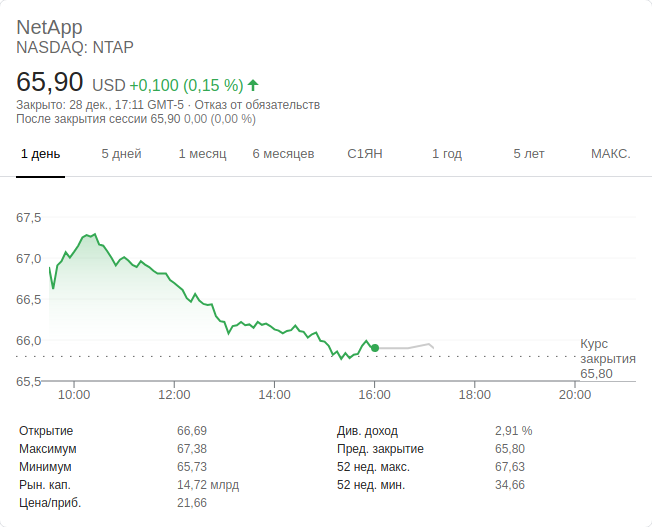 NetApp
NASDAQ: NTAP
65,90 USD +0,100 (0,15 %)
Закрыто: 28 дек., 17:11 GMT-5 · Отказ от обязательств
После закрытия сессии 65,90 0,00 (0,00 %)
1 день 5 дней 1 месяц 6 месяцев С1ЯН 1 год 5 лет МАКС.
67,5
67,0
66,5
66,0
65,5
Курс
закрытия
65,80
10:00 12:00 14:00 16:00 18:00 20:00
Открытие 66,69 Див. доход 2,91 %
Максимум 67,38 Пред. закрытие 65,80
Минимум 65,73 52 нед. макс. 67,63
Рын. кап. 14,72 млрд 52 нед. мин. 34,66
Цена/приб. 21,66